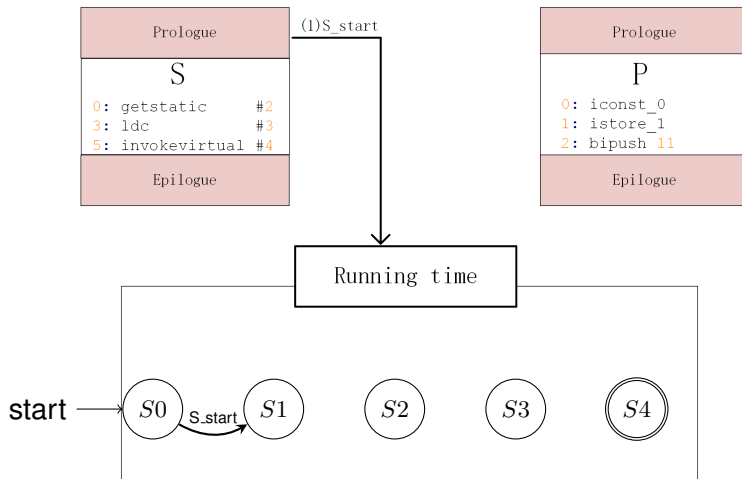 Prologue
S
0: getstatic #2
3: ldc #3
5: invokevirtual #4
Epilogue
(1)S_start
Prologue
P
0: iconst_0
1: istore_1
2: bipush 11
Epilogue
Running time
start
S0
S_start
S1
S2
S3
S4